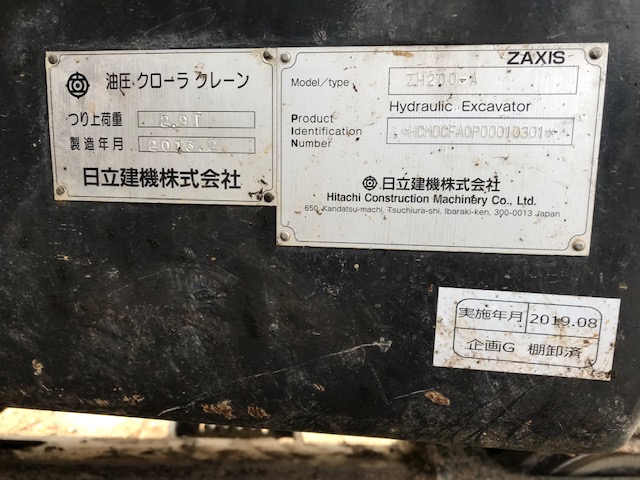 油圧クローラクレーン
つり上荷重 2.9T
製造年月
日立建機株式会社
ZAXIS
Model/type ZH200-A
Hydraulic Excavator
Product
Identification
Number
日立建機株式会社
Hitachi Construction Machinery Co., Ltd.
650, Kandatsu-machi, Tsuchiura-shi, Ibaraki-ken, 300-0013 Japan
実施年月 2019.08
企画G 棚卸済